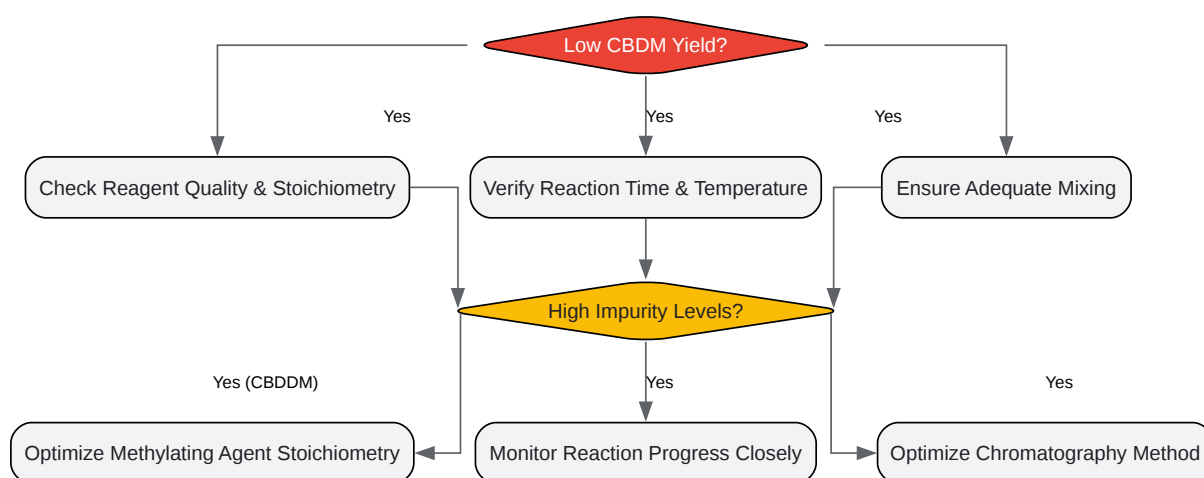 Low CBDM Yield?
Yes
Yes
Yes
Check Reagent Quality & Stoichiometry
Verify Reaction Time & Temperature
Ensure Adequate Mixing
High Impurity Levels?
Yes (CBDDM)
Yes
Yes
Optimize Methylating Agent Stoichiometry
Monitor Reaction Progress Closely
Optimize Chromatography Method